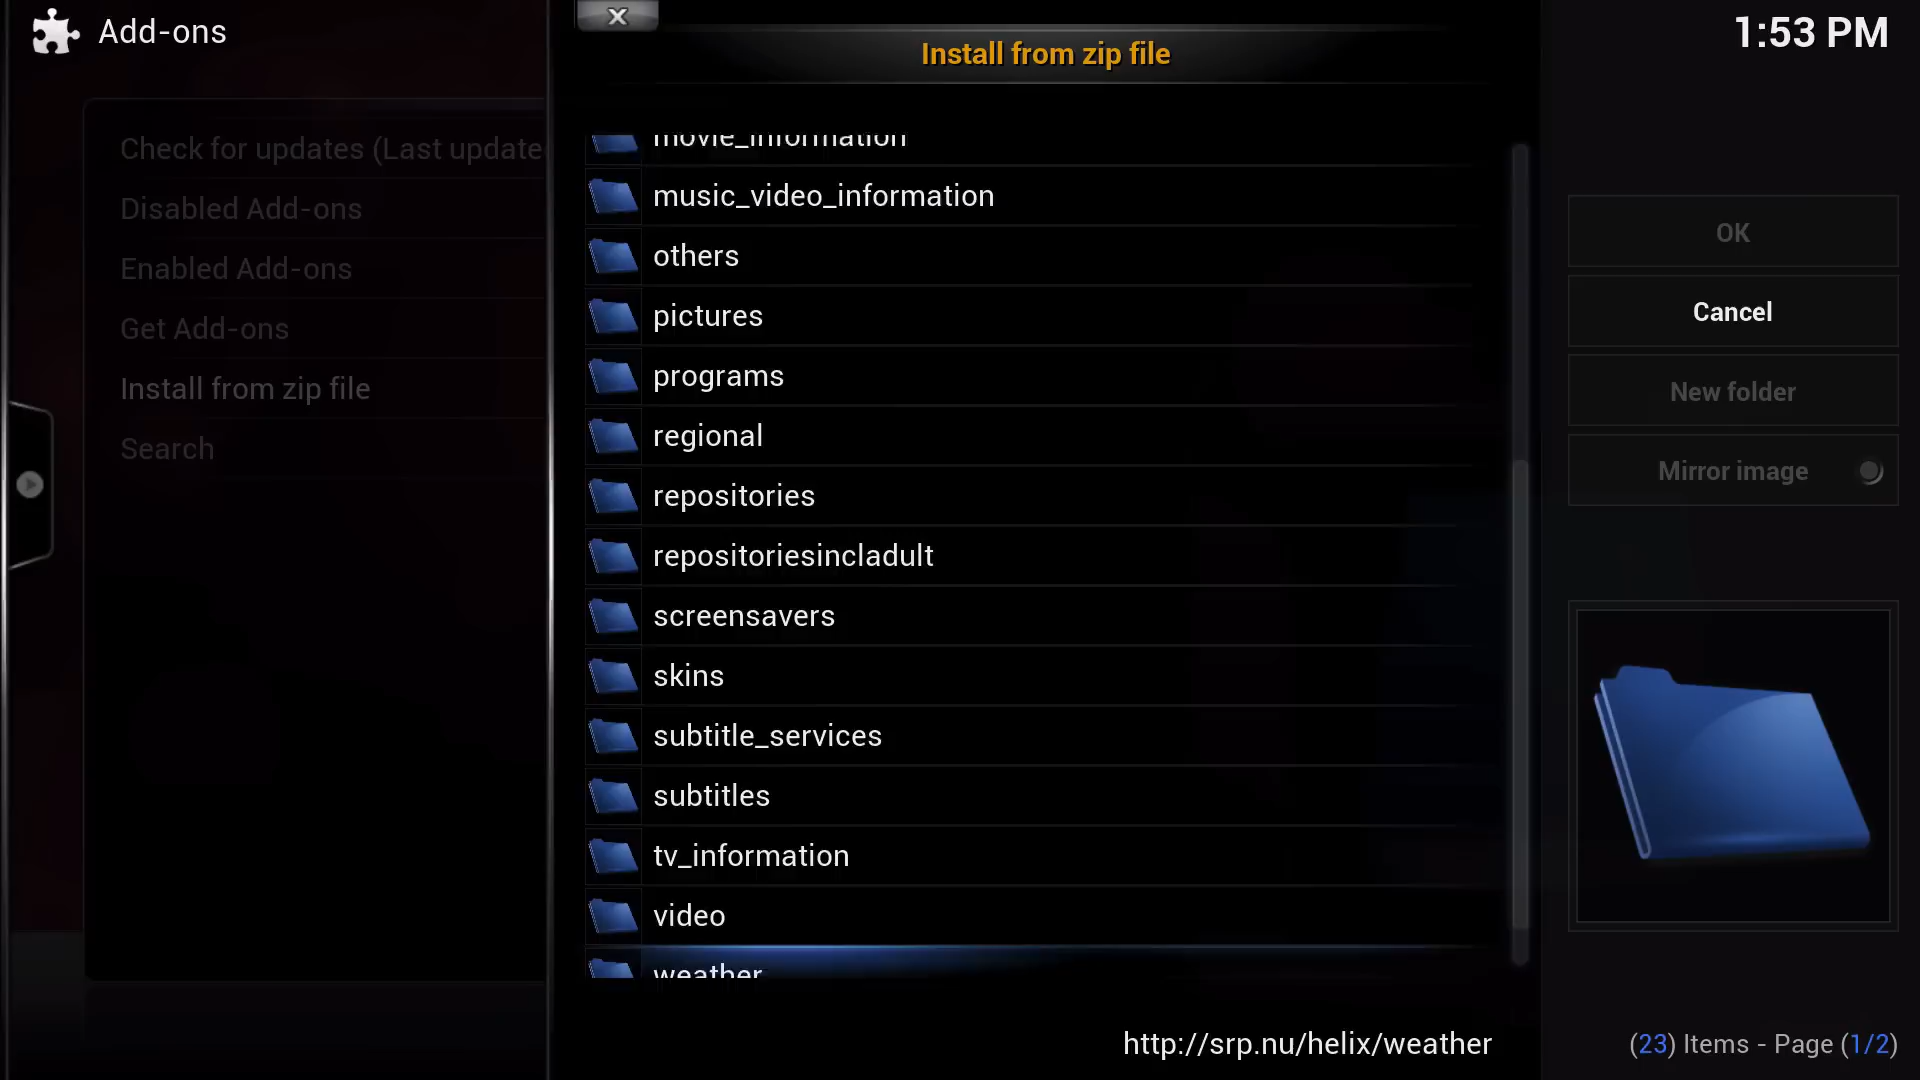 Add-ons
X
Install from zip file
1:53 PM
Check for updates (Last update
Disabled Add-ons
Enabled Add-ons
Get Add-ons
Install from zip file
Search
movie_information
music_video_information
others
pictures
programs
regional
repositories
repositoriesincladult
screensavers
skins
subtitle_services
subtitles
tv_information
video
weather
OK
Cancel
New folder
Mirror image
http://srp.nu/helix/weather
(23) Items - Page (1/2)